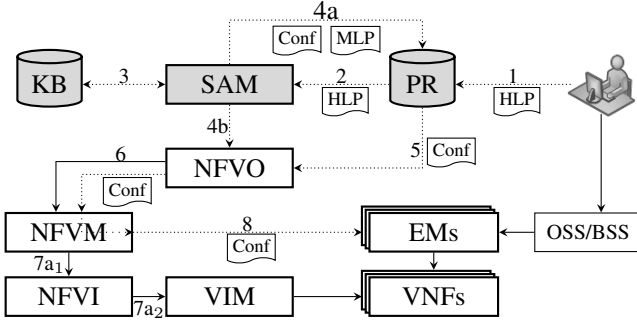 4a
Conf MLP
KB 3 SAM 2 HLP PR 1 HLP
4b
5 Conf
6 NFVO
Conf
NFVM 8 Conf EMs OSS/BSS
7a1
NFVI 7a2 VIM VNFs